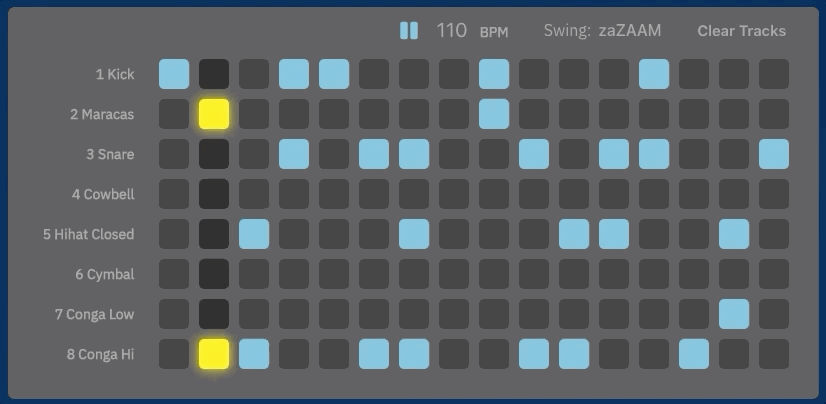 110 BPM Swing: zaZAAM Clear Tracks
1 Kick
2 Maracas
3 Snare
4 Cowbell
5 Hihat Closed
6 Cymbal
7 Conga Low
8 Conga Hi